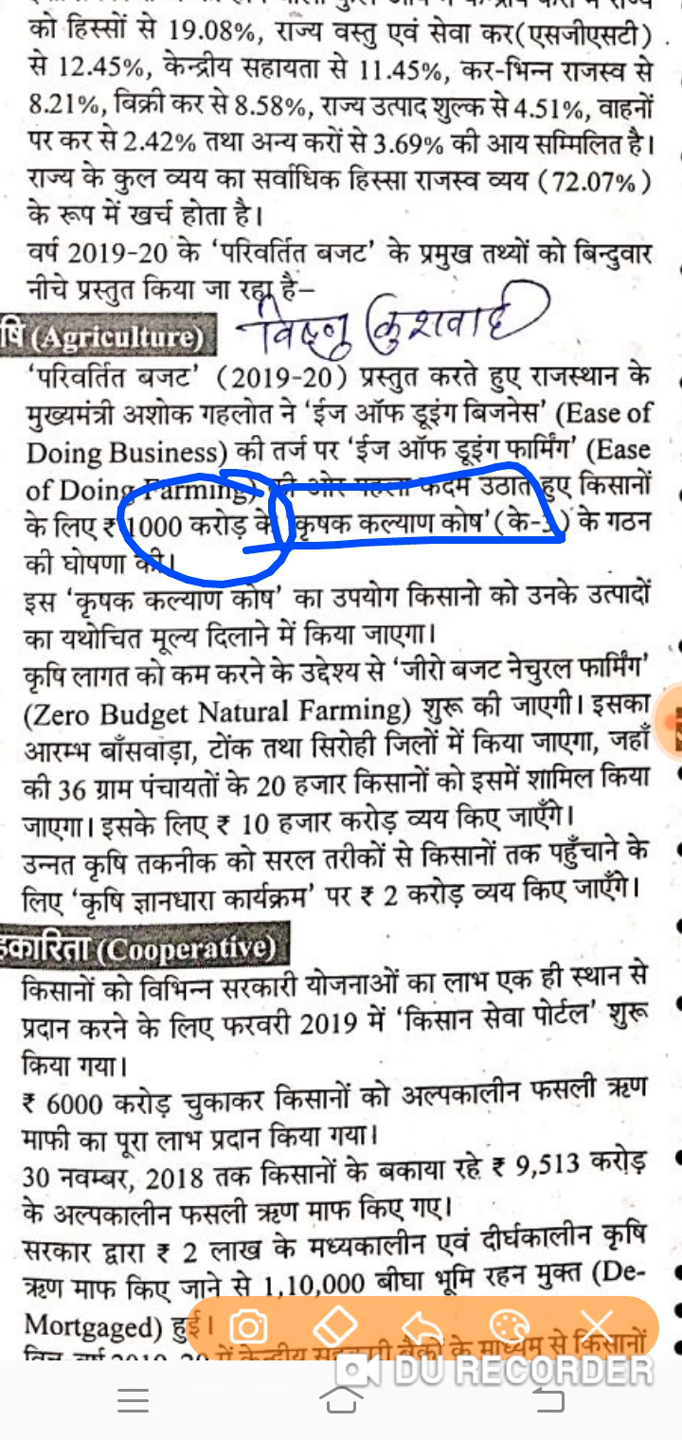 को हिस्सों से 19.08%, राज्य वस्तु एवं सेवा कर(एसजीएसटी)
से 12.45%, केन्द्रीय सहायता से 11.45%, कर-भिन्न राजस्व से
8.21%, बिक्री कर से 8.58%, राज्य उत्पाद शुल्क से 4.51%, वाहनों
पर कर से 2.42% तथा अन्य करों से 3.69% की आय सम्मिलित है।
राज्य के कुल व्यय का सर्वाधिक हिस्सा राजस्व व्यय (72.07%)
के रूप में खर्च होता है।
वर्ष 2019-20 के 'परिवर्तित बजट' के प्रमुख तथ्यों को बिन्दुवार
नीचे प्रस्तुत किया जा रहा है–
षि (Agriculture) विष्णु कुशवाह
'परिवर्तित बजट' (2019-20) प्रस्तुत करते हुए राजस्थान के
मुख्यमंत्री अशोक गहलोत ने 'ईज ऑफ डूइंग बिजनेस' (Ease of
Doing Business) की तर्ज पर 'ईज ऑफ डूइंग फार्मिंग' (Ease
of Doing Farming) की ओर पहला कदम उठाते हुए किसानों
के लिए ₹ 1000 करोड़ के 'कृषक कल्याण कोष' (के-3) के गठन
की घोषणा की।
इस 'कृषक कल्याण कोष' का उपयोग किसानो को उनके उत्पादों
का यथोचित मूल्य दिलाने में किया जाएगा।
कृषि लागत को कम करने के उद्देश्य से 'जीरो बजट नेचुरल फार्मिंग'
(Zero Budget Natural Farming) शुरू की जाएगी। इसका
आरम्भ बाँसवाड़ा, टोंक तथा सिरोही जिलों में किया जाएगा, जहाँ
की 36 ग्राम पंचायतों के 20 हजार किसानों को इसमें शामिल किया
जाएगा। इसके लिए ₹ 10 हजार करोड़ व्यय किए जाएँगे।
उन्नत कृषि तकनीक को सरल तरीकों से किसानों तक पहुँचाने के
लिए 'कृषि ज्ञानधारा कार्यक्रम' पर ₹ 2 करोड़ व्यय किए जाएँगे।
हकारिता (Cooperative)
किसानों को विभिन्न सरकारी योजनाओं का लाभ एक ही स्थान से
प्रदान करने के लिए फरवरी 2019 में 'किसान सेवा पोर्टल' शुरू
किया गया।
₹ 6000 करोड़ चुकाकर किसानों को अल्पकालीन फसली ऋण
माफी का पूरा लाभ प्रदान किया गया।
30 नवम्बर, 2018 तक किसानों के बकाया रहे ₹ 9,513 करोड़
के अल्पकालीन फसली ऋण माफ किए गए।
सरकार द्वारा ₹ 2 लाख के मध्यकालीन एवं दीर्घकालीन कृषि
ऋण माफ किए जाने से 1,10,000 बीघा भूमि रहन मुक्त (De-
Mortgaged) हुई।
में केन्द्रीय सहकारी बैंकों के माध्यम से किसानों
DU RECORDER